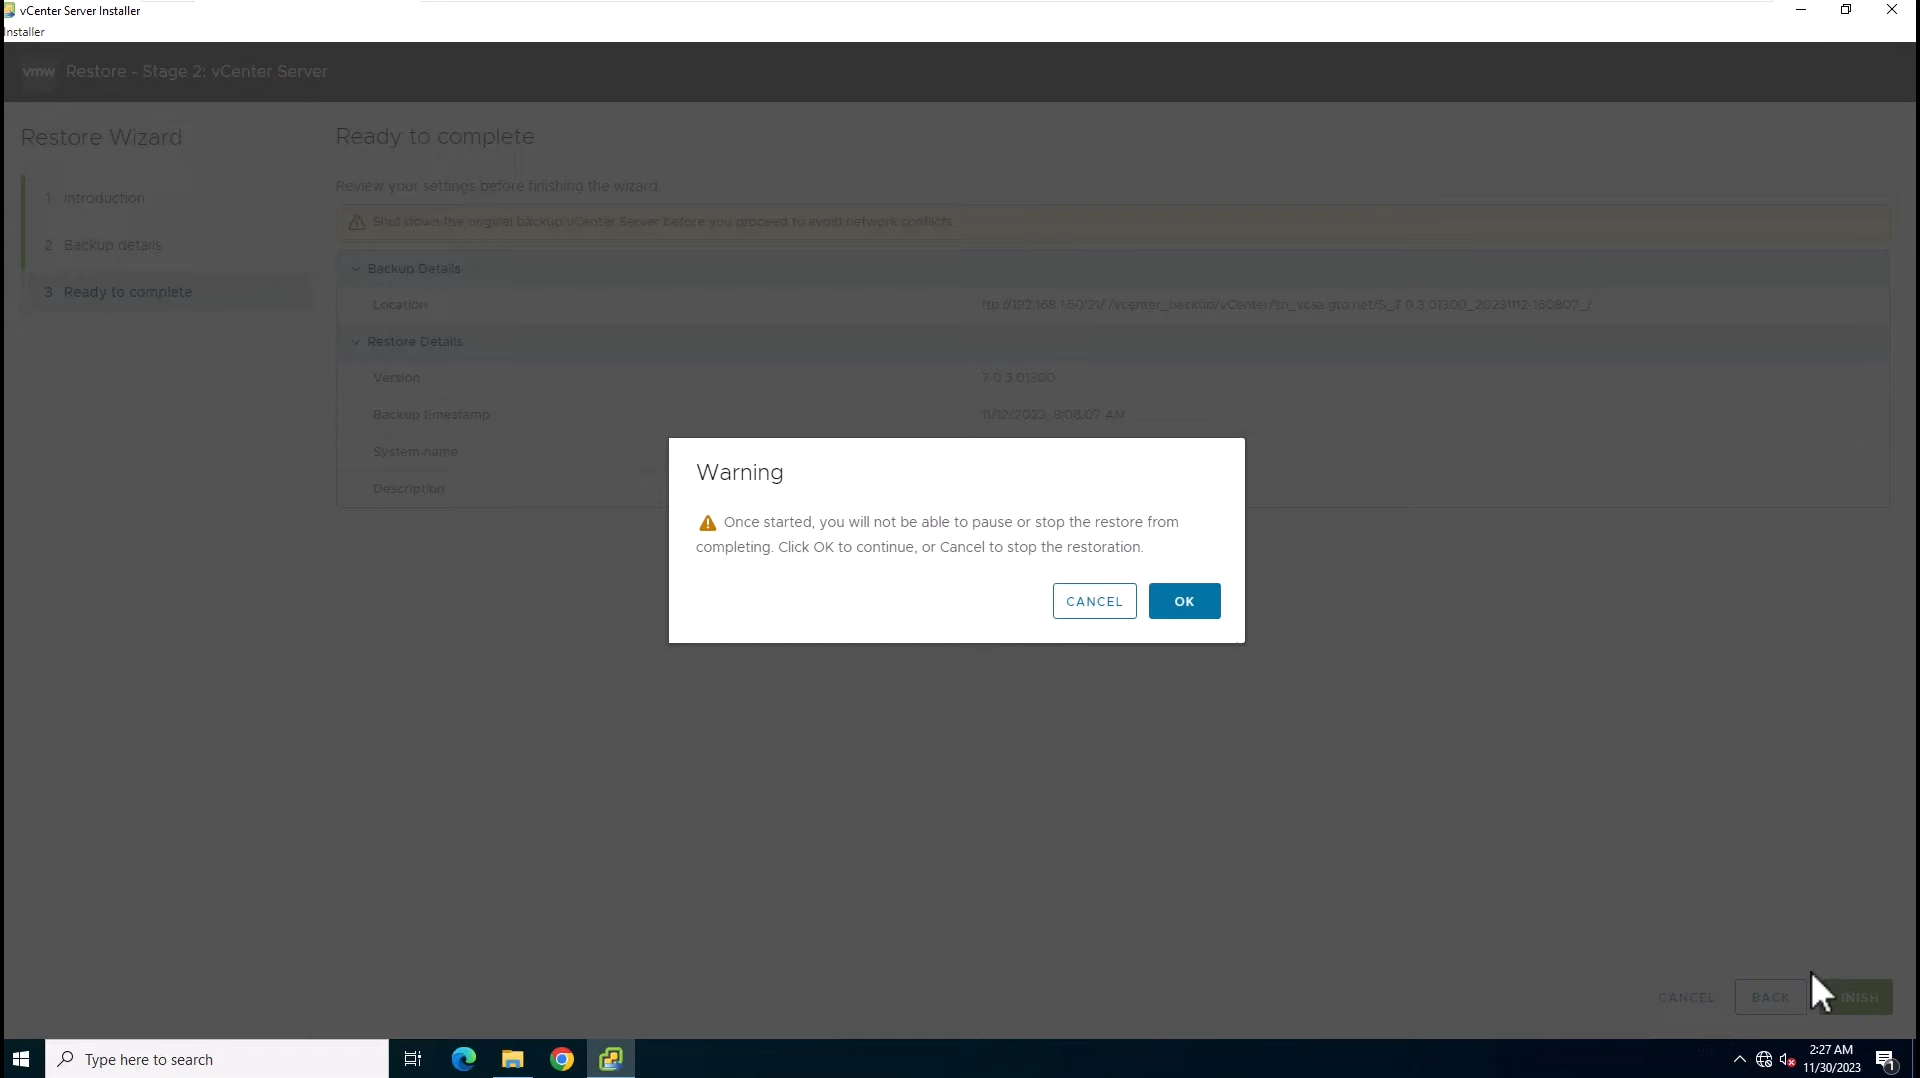 vCenter Server Installer
Installer
vmw Restore - Stage 2: vCenter Server
Restore Wizard
1 Introduction
2 Backup details
3 Ready to complete
Ready to complete
Review your settings before finishing the wizard.
Shut down the original backup vCenter Server before you proceed to avoid network conflicts.
Backup Details
Location ftp://192.168.1.50:21/ /vcenter_backup/vCenter/sn_vcsa.gtp.net/S_7.0.3.01300_20231112-160807_/
Restore Details
Version 7.0.3.01300
Backup timestamp 11/12/2023, 8:08:07 AM
System name
Description
Warning
Once started, you will not be able to pause or stop the restore from
completing. Click OK to continue, or Cancel to stop the restoration.
CANCEL OK
CANCEL BACK INISH
Type here to search
2:27 AM
11/30/2023
1